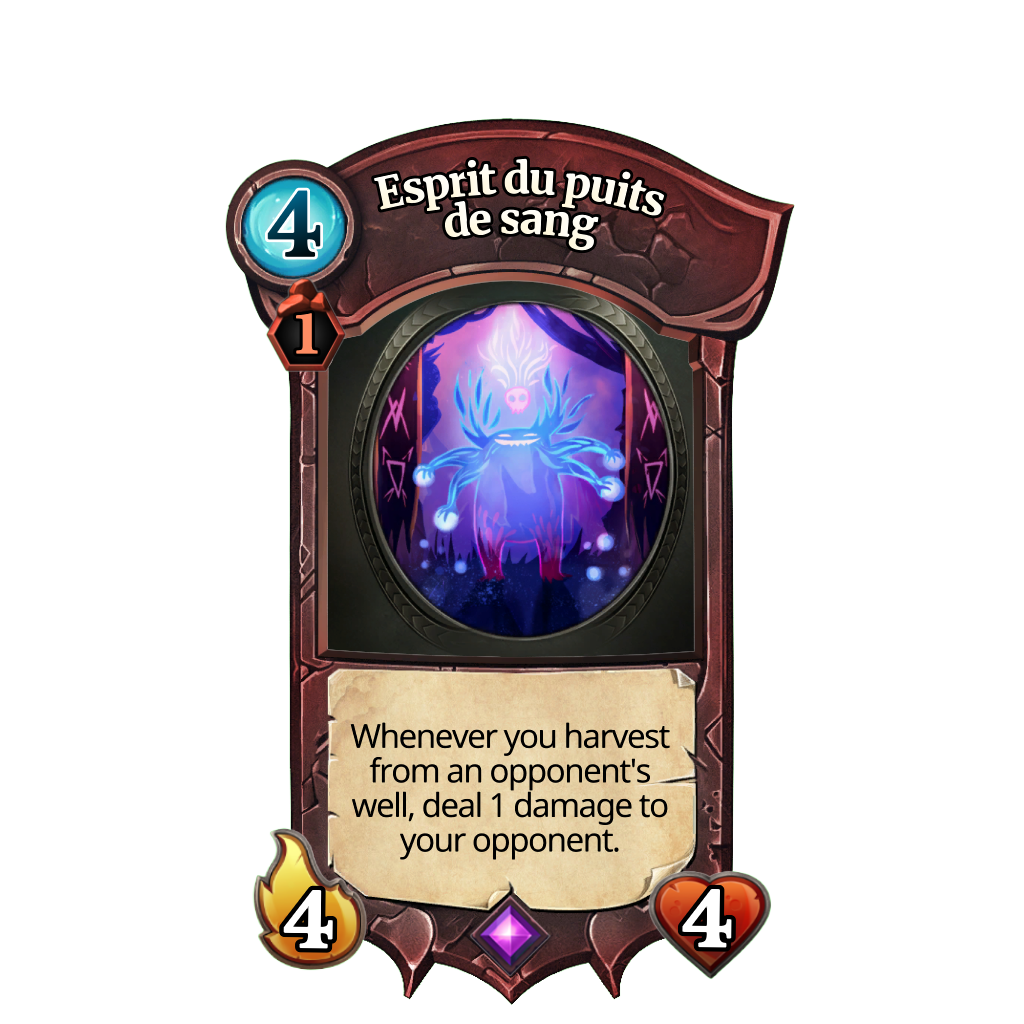 4
Esprit du puits
de sang
1
Whenever you harvest
from an opponent's
well, deal 1 damage to
your opponent.
4
4